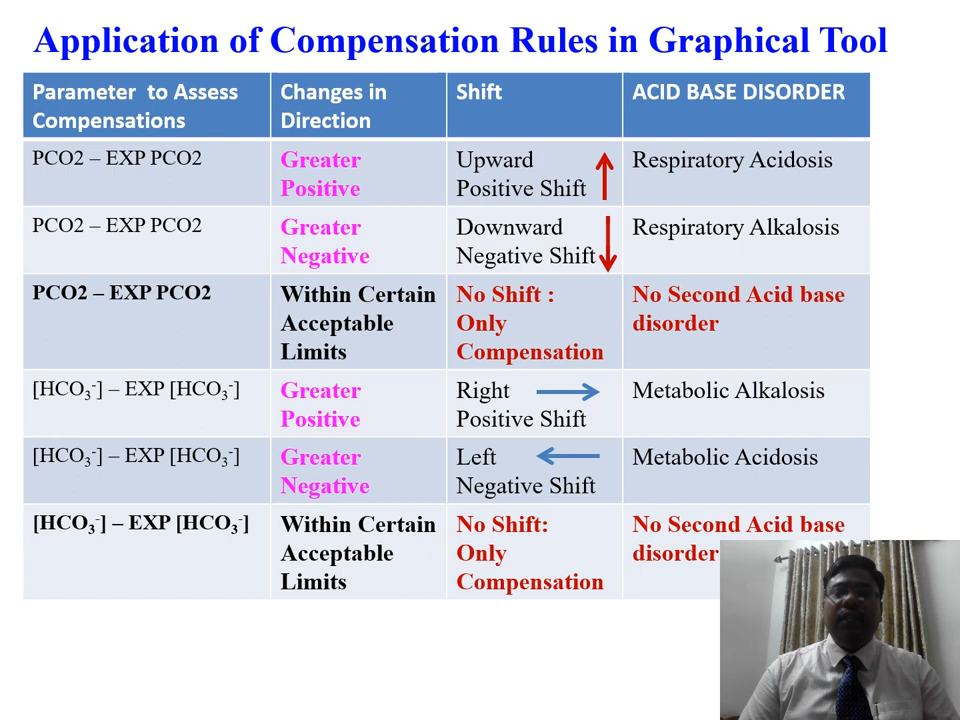 Application of Compensation Rules in Graphical Tool
Parameter to Assess Compensations | Changes in Direction | Shift | ACID BASE DISORDER
PCO2 – EXP PCO2 | Greater Positive | Upward Positive Shift | Respiratory Acidosis
PCO2 – EXP PCO2 | Greater Negative | Downward Negative Shift | Respiratory Alkalosis
PCO2 – EXP PCO2 | Within Certain Acceptable Limits | No Shift : Only Compensation | No Second Acid base disorder
[HCO₃⁻] – EXP [HCO₃⁻] | Greater Positive | Right Positive Shift | Metabolic Alkalosis
[HCO₃⁻] – EXP [HCO₃⁻] | Greater Negative | Left Negative Shift | Metabolic Acidosis
[HCO₃⁻] – EXP [HCO₃⁻] | Within Certain Acceptable Limits | No Shift: Only Compensation | No Second Acid base disorder